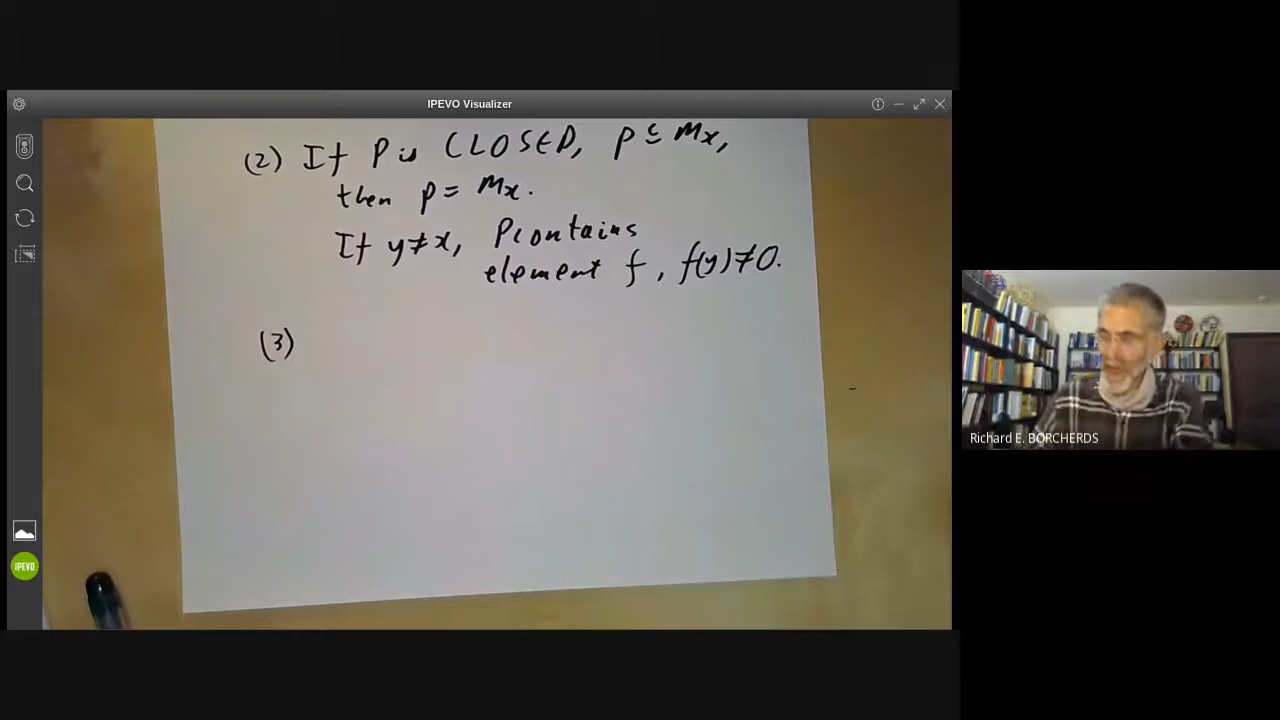 IPEVO Visualizer
(2) If P is CLOSED, p ⊆ mx,
then p = mx.
If y≠x, P contains
element f, f(y)≠0.
(3)
Richard E. BORCHERDS
IPEVO